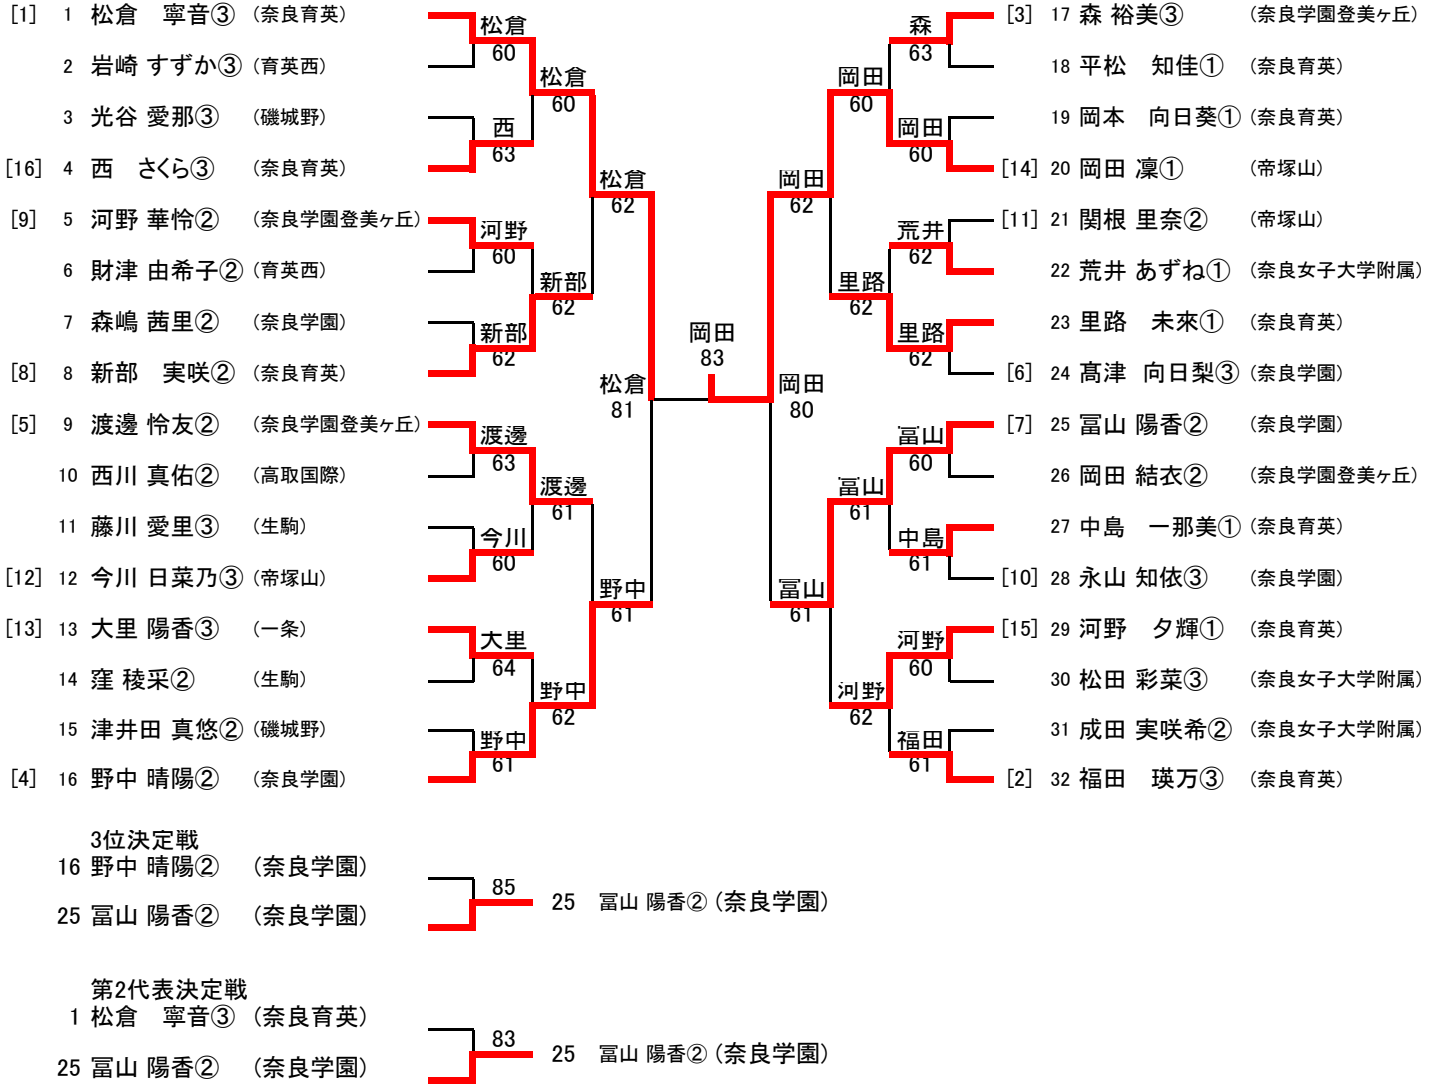 [1] 1 松倉　寧音③ (奈良育英)
2 岩崎 すずか③ (育英西)
3 光谷 愛那③ (磯城野)
[16] 4 西　さくら③ (奈良育英)
[9] 5 河野 華怜② (奈良学園登美ヶ丘)
6 財津 由希子② (育英西)
7 森嶋 茜里② (奈良学園)
[8] 8 新部　実咲② (奈良育英)
[5] 9 渡邊 怜友② (奈良学園登美ヶ丘)
10 西川 真佑② (高取国際)
11 藤川 愛里③ (生駒)
[12] 12 今川 日菜乃③ (帝塚山)
[13] 13 大里 陽香③ (一条)
14 窪 稜采② (生駒)
15 津井田 真悠② (磯城野)
[4] 16 野中 晴陽② (奈良学園)
松倉
60
西
63
河野
60
新部
62
渡邊
63
今川
60
大里
64
野中
61
松倉
60
新部
62
渡邊
61
野中
62
松倉
62
野中
61
松倉
81
岡田
83
岡田
80
岡田
62
冨山
61
岡田
60
里路
62
冨山
61
河野
62
森
63
岡田
60
荒井
62
里路
62
冨山
60
中島
61
河野
60
福田
61
[3] 17 森 裕美③ (奈良学園登美ヶ丘)
18 平松　知佳① (奈良育英)
19 岡本　向日葵① (奈良育英)
[14] 20 岡田 凜① (帝塚山)
[11] 21 関根 里奈② (帝塚山)
22 荒井 あずね① (奈良女子大学附属)
23 里路　未來① (奈良育英)
[6] 24 髙津　向日梨③ (奈良学園)
[7] 25 冨山 陽香② (奈良学園)
26 岡田 結衣② (奈良学園登美ヶ丘)
27 中島　一那美① (奈良育英)
[10] 28 永山 知依③ (奈良学園)
[15] 29 河野　夕輝① (奈良育英)
30 松田 彩菜③ (奈良女子大学附属)
31 成田 実咲希② (奈良女子大学附属)
[2] 32 福田　瑛万③ (奈良育英)
3位決定戦
16 野中 晴陽② (奈良学園)
25 冨山 陽香② (奈良学園)
85
25 冨山 陽香② (奈良学園)
第2代表決定戦
1 松倉　寧音③ (奈良育英)
25 冨山 陽香② (奈良学園)
83
25 冨山 陽香② (奈良学園)